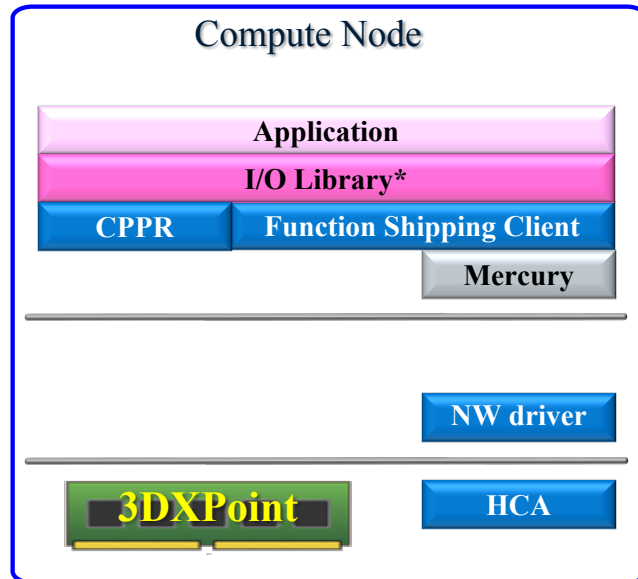 Compute Node
Application
I/O Library*
CPPR Function Shipping Client
Mercury
NW driver
3DXPoint HCA